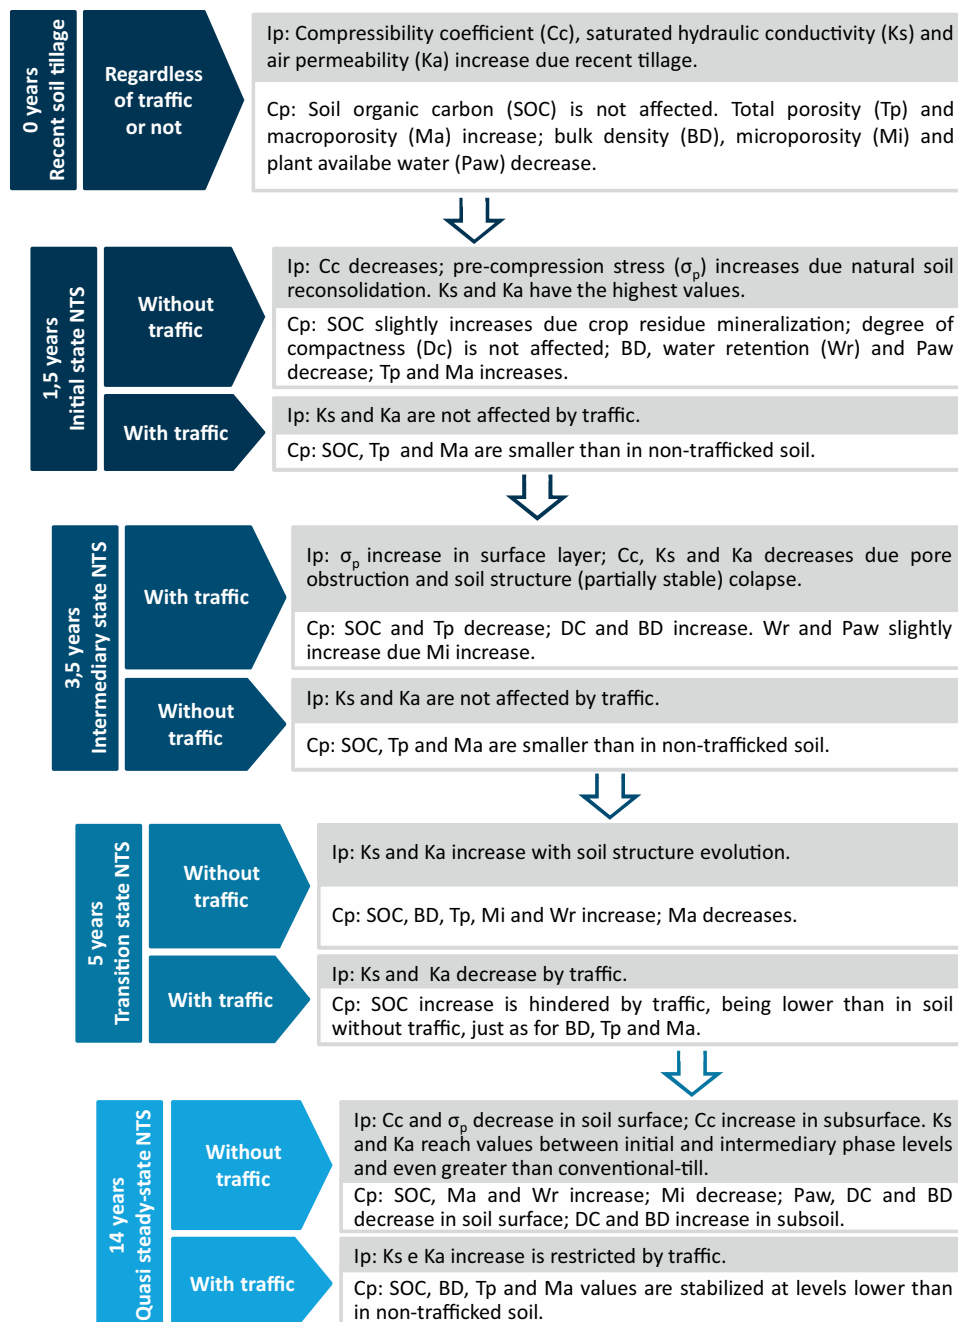 0 years
Recent soil tillage
Regardless
of traffic
or not
Ip: Compressibility coefficient (Cc), saturated hydraulic conductivity (Ks) and
air permeability (Ka) increase due recent tillage.
Cp: Soil organic carbon (SOC) is not affected. Total porosity (Tp) and
macroporosity (Ma) increase; bulk density (BD), microporosity (Mi) and
plant availabe water (Paw) decrease.
1,5 years
Initial state NTS
Without
traffic
Ip: Cc decreases; pre-compression stress (σp) increases due natural soil
reconsolidation. Ks and Ka have the highest values.
Cp: SOC slightly increases due crop residue mineralization; degree of
compactness (Dc) is not affected; BD, water retention (Wr) and Paw
decrease; Tp and Ma increases.
With traffic
Ip: Ks and Ka are not affected by traffic.
Cp: SOC, Tp and Ma are smaller than in non-trafficked soil.
3,5 years
Intermediary state NTS
With traffic
Ip: σp increase in surface layer; Cc, Ks and Ka decreases due pore
obstruction and soil structure (partially stable) colapse.
Cp: SOC and Tp decrease; DC and BD increase. Wr and Paw slightly
increase due Mi increase.
Without
traffic
Ip: Ks and Ka are not affected by traffic.
Cp: SOC, Tp and Ma are smaller than in non-trafficked soil.
5 years
Transition state NTS
Without
traffic
Ip: Ks and Ka increase with soil structure evolution.
Cp: SOC, BD, Tp, Mi and Wr increase; Ma decreases.
With traffic
Ip: Ks and Ka decrease by traffic.
Cp: SOC increase is hindered by traffic, being lower than in soil
without traffic, just as for BD, Tp and Ma.
14 years
Quasi steady-state NTS
Without
traffic
Ip: Cc and σp decrease in soil surface; Cc increase in subsurface. Ks
and Ka reach values between initial and intermediary phase levels
and even greater than conventional-till.
Cp: SOC, Ma and Wr increase; Mi decrease; Paw, DC and BD
decrease in soil surface; DC and BD increase in subsoil.
With traffic
Ip: Ks e Ka increase is restricted by traffic.
Cp: SOC, BD, Tp and Ma values are stabilized at levels lower than
in non-trafficked soil.